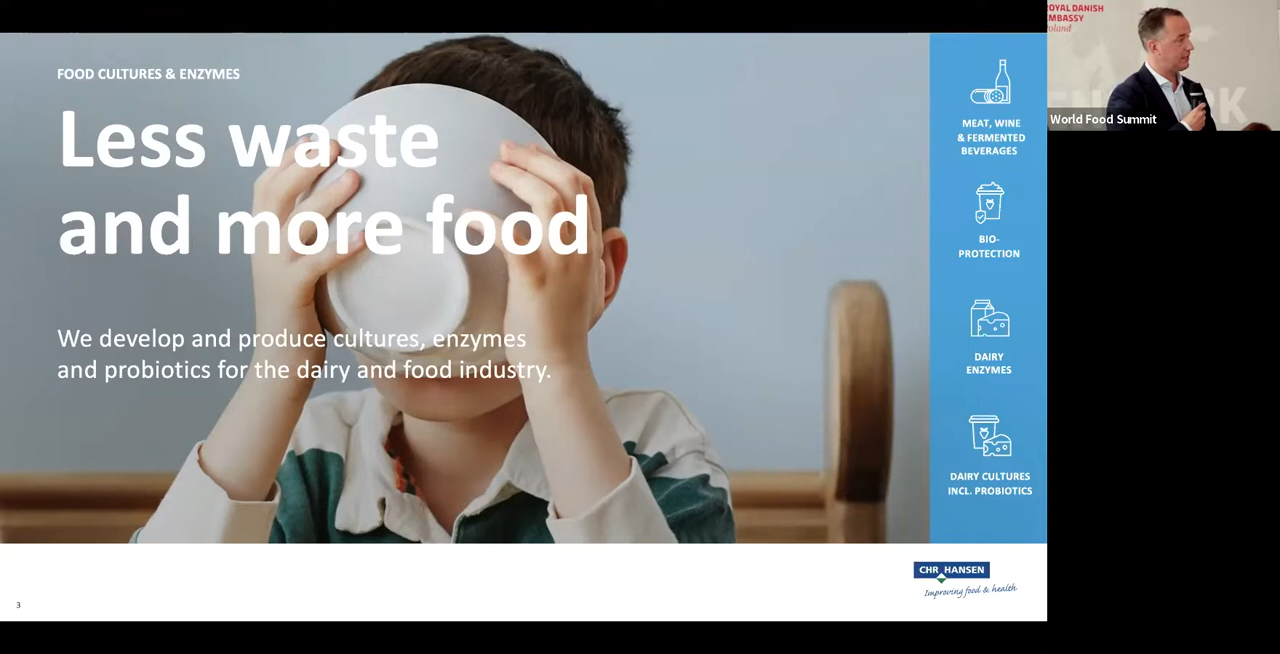 FOOD CULTURES & ENZYMES
Less waste
and more food
We develop and produce cultures, enzymes
and probiotics for the dairy and food industry.
MEAT, WINE
& FERMENTED
BEVERAGES
BIO-
PROTECTION
DAIRY
ENZYMES
DAIRY CULTURES
INCL. PROBIOTICS
CHR HANSEN
Improving food & health
3
ROYAL DANISH
EMBASSY
Poland
World Food Summit